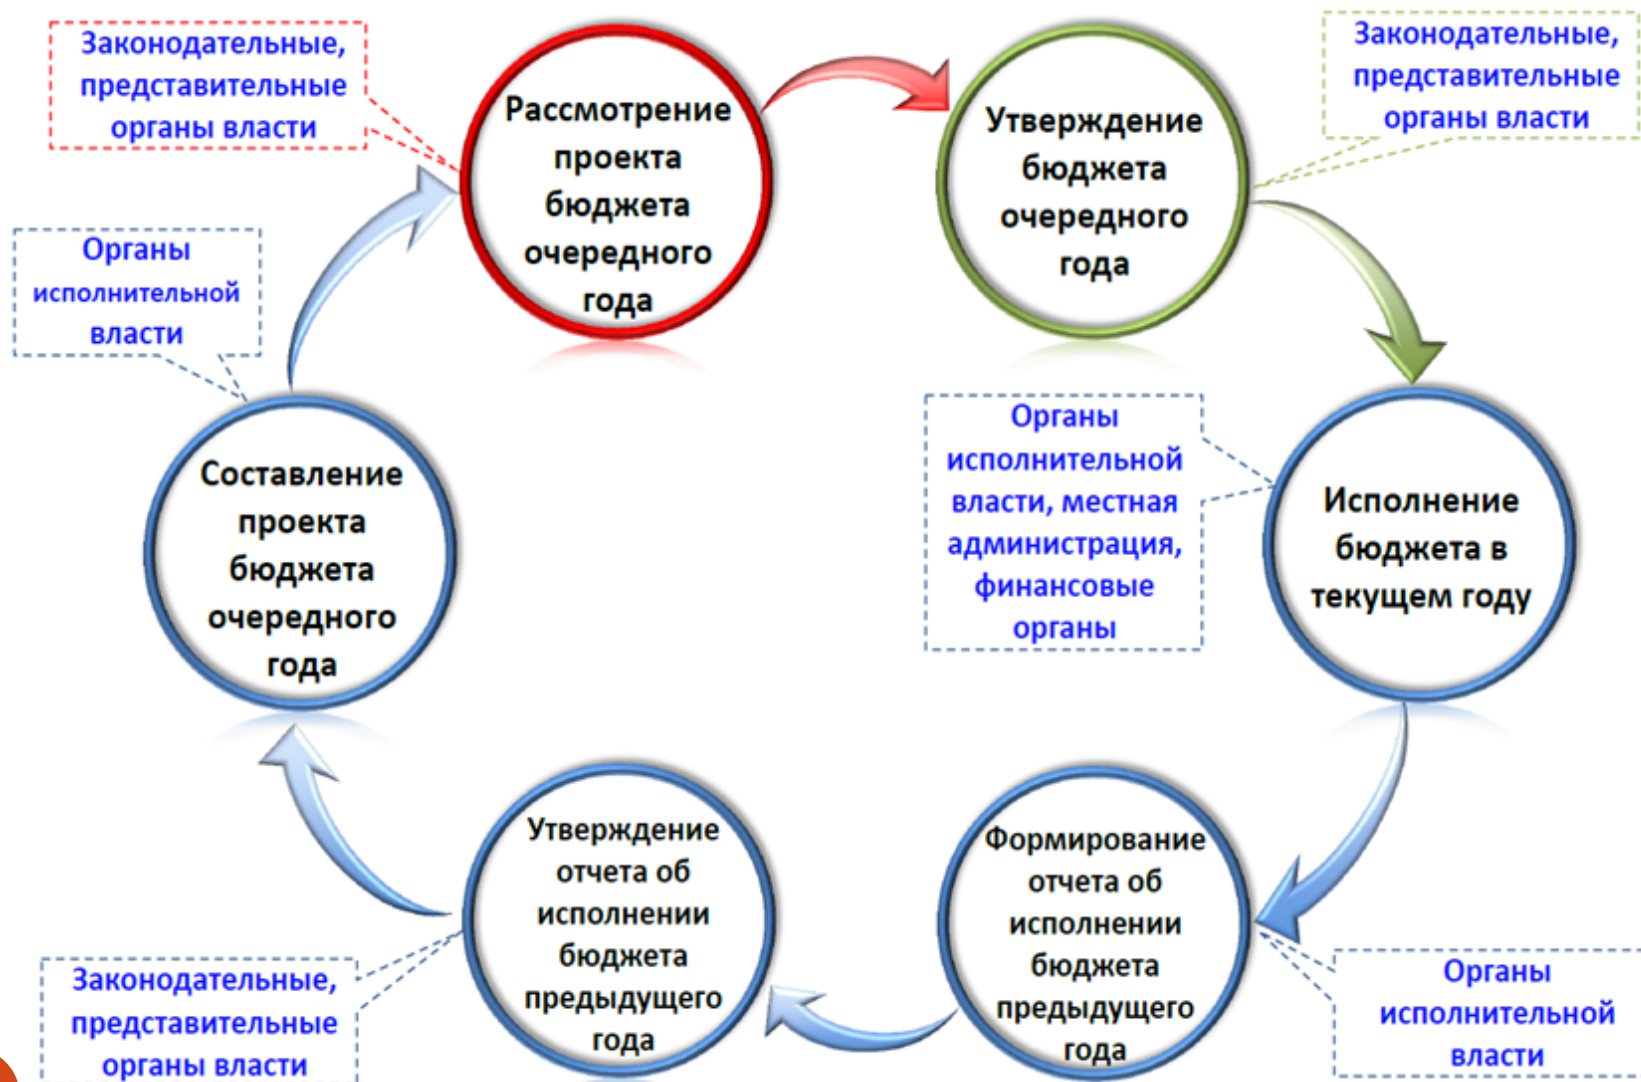 Законодательные,
представительные
органы власти
Рассмотрение
проекта
бюджета
очередного
года
Утверждение
бюджета
очередного
года
Законодательные,
представительные
органы власти
Органы
исполнительной
власти
Составление
проекта
бюджета
очередного
года
Органы
исполнительной
власти, местная
администрация,
финансовые
органы
Исполнение
бюджета в
текущем году
Утверждение
отчета об
исполнении
бюджета
предыдущего
года
Формирование
отчета об
исполнении
бюджета
предыдущего
года
Законодательные,
представительные
органы власти
Органы
исполнительной
власти